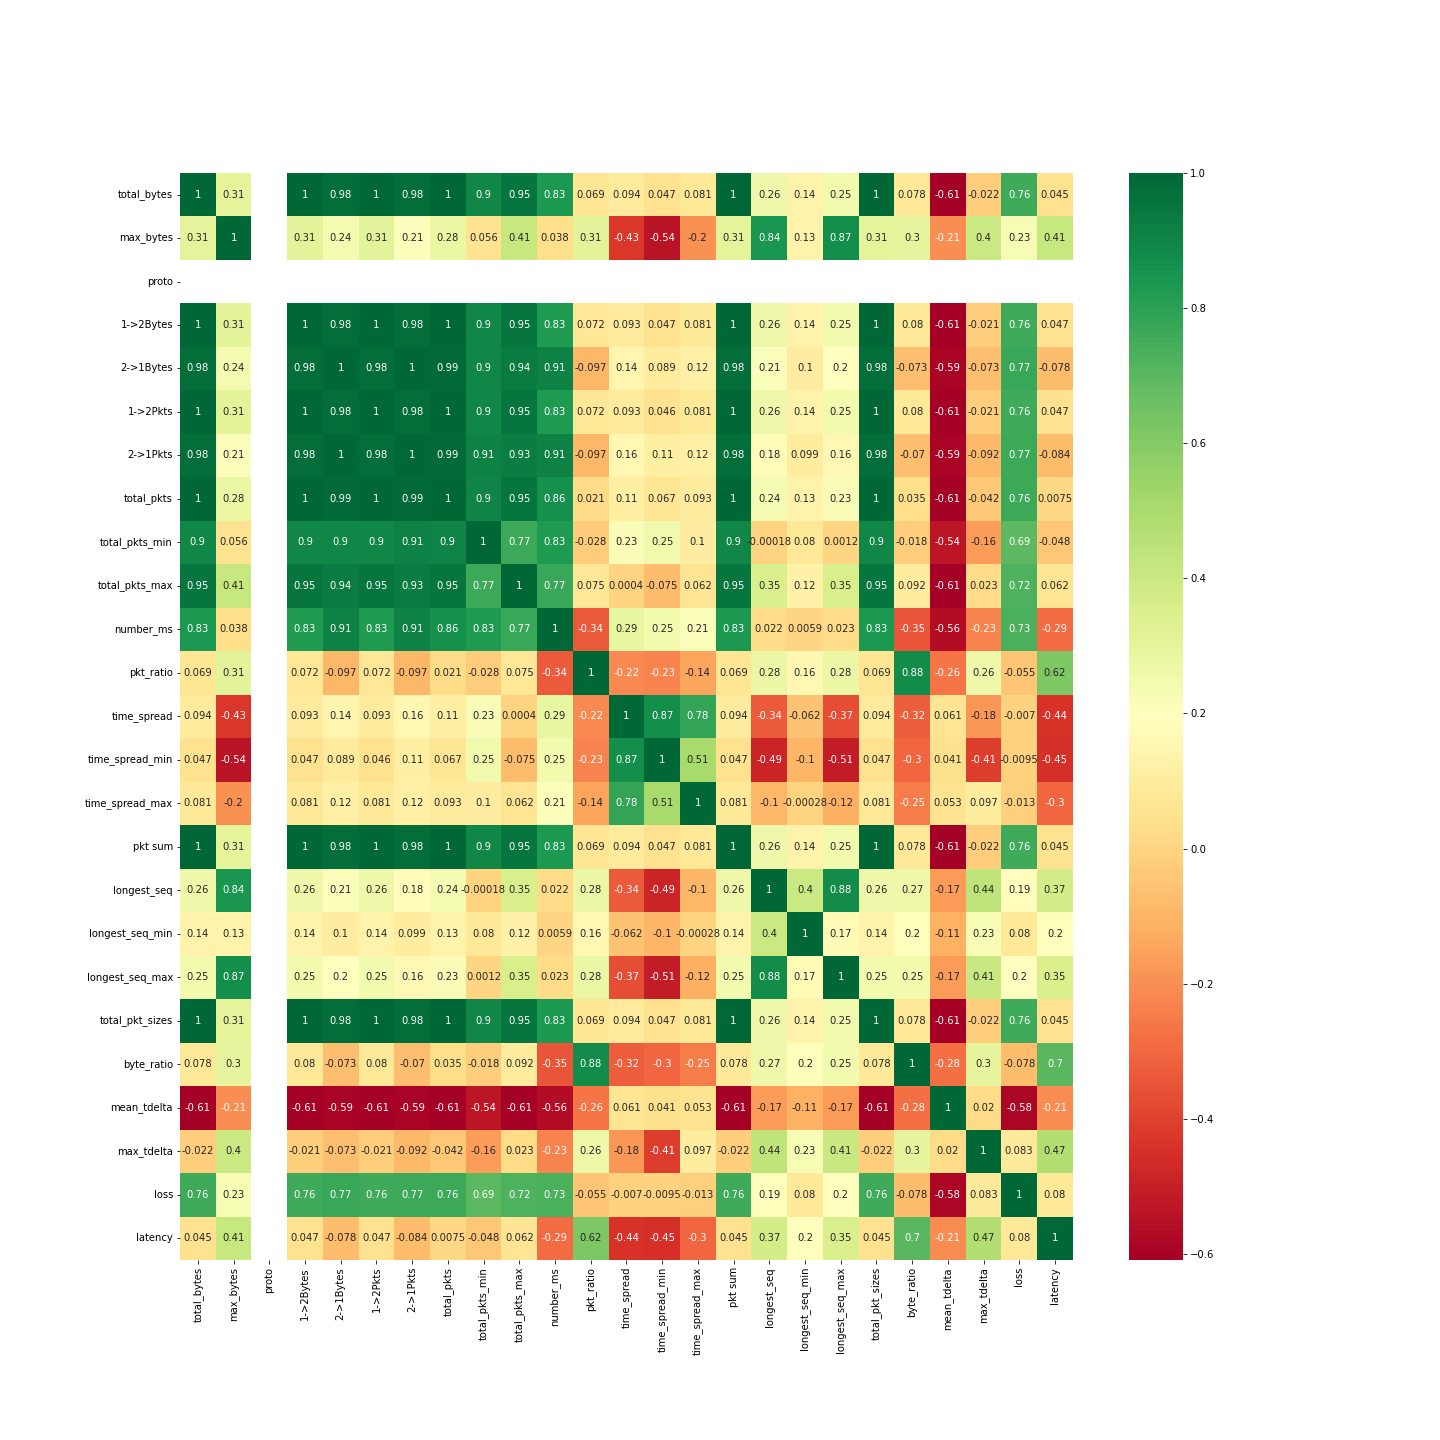 total_bytes 1 0.31 1 0.98 1 0.98 1 0.9 0.95 0.83 0.069 0.094 0.047 0.081 1 0.26 0.14 0.25 1 0.078 -0.61 -0.022 0.76 0.045
max_bytes 0.31 1 0.31 0.24 0.31 0.21 0.28 0.056 0.41 0.038 0.31 -0.43 -0.54 -0.2 0.31 0.84 0.13 0.87 0.31 0.3 -0.21 0.4 0.23 0.41
proto
1->2Bytes 1 0.31 1 0.98 1 0.98 1 0.9 0.95 0.83 0.072 0.093 0.047 0.081 1 0.26 0.14 0.25 1 0.08 -0.61 -0.021 0.76 0.047
2->1Bytes 0.98 0.24 0.98 1 0.98 1 0.99 0.9 0.94 0.91 -0.097 0.14 0.089 0.12 0.98 0.21 0.1 0.2 0.98 -0.073 -0.59 -0.073 0.77 -0.078
1->2Pkts 1 0.31 1 0.98 1 0.98 1 0.9 0.95 0.83 0.072 0.093 0.046 0.081 1 0.26 0.14 0.25 1 0.08 -0.61 -0.021 0.76 0.047
2->1Pkts 0.98 0.21 0.98 1 0.98 1 0.99 0.91 0.93 0.91 -0.097 0.16 0.11 0.12 0.98 0.18 0.099 0.16 0.98 -0.07 -0.59 -0.092 0.77 -0.084
total_pkts 1 0.28 1 0.99 1 0.99 1 0.9 0.95 0.86 0.021 0.11 0.067 0.093 1 0.24 0.13 0.23 1 0.035 -0.61 -0.042 0.76 0.0075
total_pkts_min 0.9 0.056 0.9 0.9 0.9 0.91 0.9 1 0.77 0.83 -0.028 0.23 0.25 0.1 0.9 -0.00018 0.08 0.0012 0.9 -0.018 -0.54 -0.16 0.69 -0.048
total_pkts_max 0.95 0.41 0.95 0.94 0.95 0.93 0.95 0.77 1 0.77 0.075 0.0004 -0.075 0.062 0.95 0.35 0.12 0.35 0.95 0.092 -0.61 0.023 0.72 0.062
number_ms 0.83 0.038 0.83 0.91 0.83 0.91 0.86 0.83 0.77 1 -0.34 0.29 0.25 0.21 0.83 0.022 0.0059 0.023 0.83 -0.35 -0.56 -0.23 0.73 -0.29
pkt_ratio 0.069 0.31 0.072 -0.097 0.072 -0.097 0.021 -0.028 0.075 -0.34 1 -0.22 -0.23 -0.14 0.069 0.28 0.16 0.28 0.069 0.88 -0.26 0.26 -0.055 0.62
time_spread 0.094 -0.43 0.093 0.14 0.093 0.16 0.11 0.23 0.0004 0.29 -0.22 1 0.87 0.78 0.094 -0.34 -0.062 -0.37 0.094 -0.32 0.061 -0.18 -0.007 -0.44
time_spread_min 0.047 -0.54 0.047 0.089 0.046 0.11 0.067 0.25 -0.075 0.25 -0.23 0.87 1 0.51 0.047 -0.49 -0.1 -0.51 0.047 -0.3 0.041 -0.41 -0.0095 -0.45
time_spread_max 0.081 -0.2 0.081 0.12 0.081 0.12 0.093 0.1 0.062 0.21 -0.14 0.78 0.51 1 0.081 -0.1 -0.00028 -0.12 0.081 -0.25 0.053 0.097 -0.013 -0.3
pkt sum 1 0.31 1 0.98 1 0.98 1 0.9 0.95 0.83 0.069 0.094 0.047 0.081 1 0.26 0.14 0.25 1 0.078 -0.61 -0.022 0.76 0.045
longest_seq 0.26 0.84 0.26 0.21 0.26 0.18 0.24 -0.00018 0.35 0.022 0.28 -0.34 -0.49 -0.1 0.26 1 0.4 0.88 0.26 0.27 -0.17 0.44 0.19 0.37
longest_seq_min 0.14 0.13 0.14 0.1 0.14 0.099 0.13 0.08 0.12 0.0059 0.16 -0.062 -0.1 -0.00028 0.14 0.4 1 0.17 0.14 0.2 -0.11 0.23 0.08 0.2
longest_seq_max 0.25 0.87 0.25 0.2 0.25 0.16 0.23 0.0012 0.35 0.023 0.28 -0.37 -0.51 -0.12 0.25 0.88 0.17 1 0.25 0.25 -0.17 0.41 0.2 0.35
total_pkt_sizes 1 0.31 1 0.98 1 0.98 1 0.9 0.95 0.83 0.069 0.094 0.047 0.081 1 0.26 0.14 0.25 1 0.078 -0.61 -0.022 0.76 0.045
byte_ratio 0.078 0.3 0.08 -0.073 0.08 -0.07 0.035 -0.018 0.092 -0.35 0.88 -0.32 -0.3 -0.25 0.078 0.27 0.2 0.25 0.078 1 -0.28 0.3 -0.078 0.7
mean_tdelta -0.61 -0.21 -0.61 -0.59 -0.61 -0.59 -0.61 -0.54 -0.61 -0.56 -0.26 0.061 0.041 0.053 -0.61 -0.17 -0.11 -0.17 -0.61 -0.28 1 0.02 -0.58 -0.21
max_tdelta -0.022 0.4 -0.021 -0.073 -0.021 -0.092 -0.042 -0.16 0.023 -0.23 0.26 -0.18 -0.41 0.097 -0.022 0.44 0.23 0.41 -0.022 0.3 0.02 1 0.083 0.47
loss 0.76 0.23 0.76 0.77 0.76 0.77 0.76 0.69 0.72 0.73 -0.055 -0.007 -0.0095 -0.013 0.76 0.19 0.08 0.2 0.76 -0.078 -0.58 0.083 1 0.08
latency 0.045 0.41 0.047 -0.078 0.047 -0.084 0.0075 -0.048 0.062 -0.29 0.62 -0.44 -0.45 -0.3 0.045 0.37 0.2 0.35 0.045 0.7 -0.21 0.47 0.08 1
total_bytes
max_bytes
proto
1->2Bytes
2->1Bytes
1->2Pkts
2->1Pkts
total_pkts
total_pkts_min
total_pkts_max
number_ms
pkt_ratio
time_spread
time_spread_min
time_spread_max
pkt sum
longest_seq
longest_seq_min
longest_seq_max
total_pkt_sizes
byte_ratio
mean_tdelta
max_tdelta
loss
latency
1.0
0.8
0.6
0.4
0.2
0.0
−0.2
−0.4
−0.6